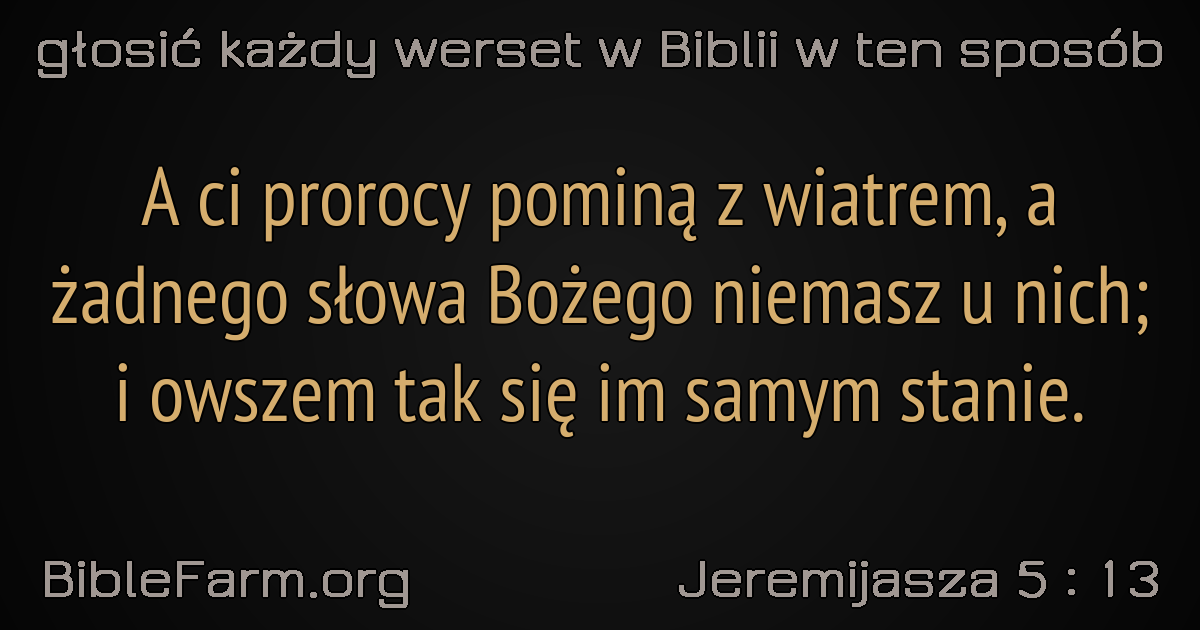 głosić każdy werset w Biblii w ten sposób
A ci prorocy pominą z wiatrem, a
żadnego słowa Bożego niemasz u nich;
i owszem tak się im samym stanie.
BibleFarm.org
Jeremijasza 5 : 13